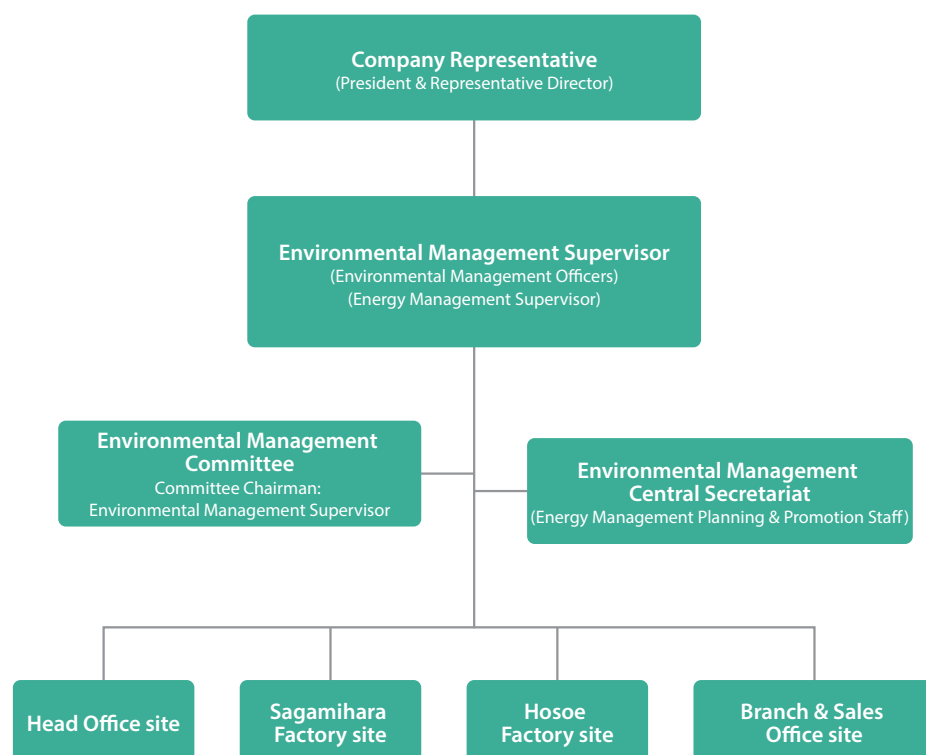 Company Representative
(President & Representative Director)
Environmental Management Supervisor
(Environmental Management Officers)
(Energy Management Supervisor)
Environmental Management
Committee
Committee Chairman:
Environmental Management Supervisor
Environmental Management
Central Secretariat
(Energy Management Planning & Promotion Staff)
Head Office site
Sagamihara
Factory site
Hosoe
Factory site
Branch & Sales
Office site